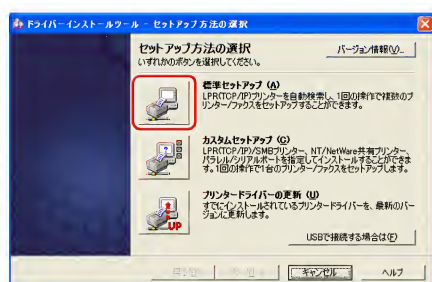 ドライバーインストールツール - セットアップ方法の選択
セットアップ方法の選択
いずれかのボタンを選択してください。
バージョン情報(V)...
標準セットアップ (A)
LPR(TCP/IP)プリンターを自動検索し、1回の操作で複数のプ
リンター/ファクスをセットアップすることができます。
カスタムセットアップ (C)
LPR(TCP/IP)/SMBプリンター、NT/NetWare共有プリンター、
パラレル/シリアルポートを指定してインストールすることができま
す。1回の操作で1台のプリンター/ファクスをセットアップします。
プリンタードライバーの更新 (U)
すでにインストールされているプリンタードライバーを、最新のバー
ジョンに更新します。
UP
USBで接続する場合は(F)
キャンセル
ヘルプ